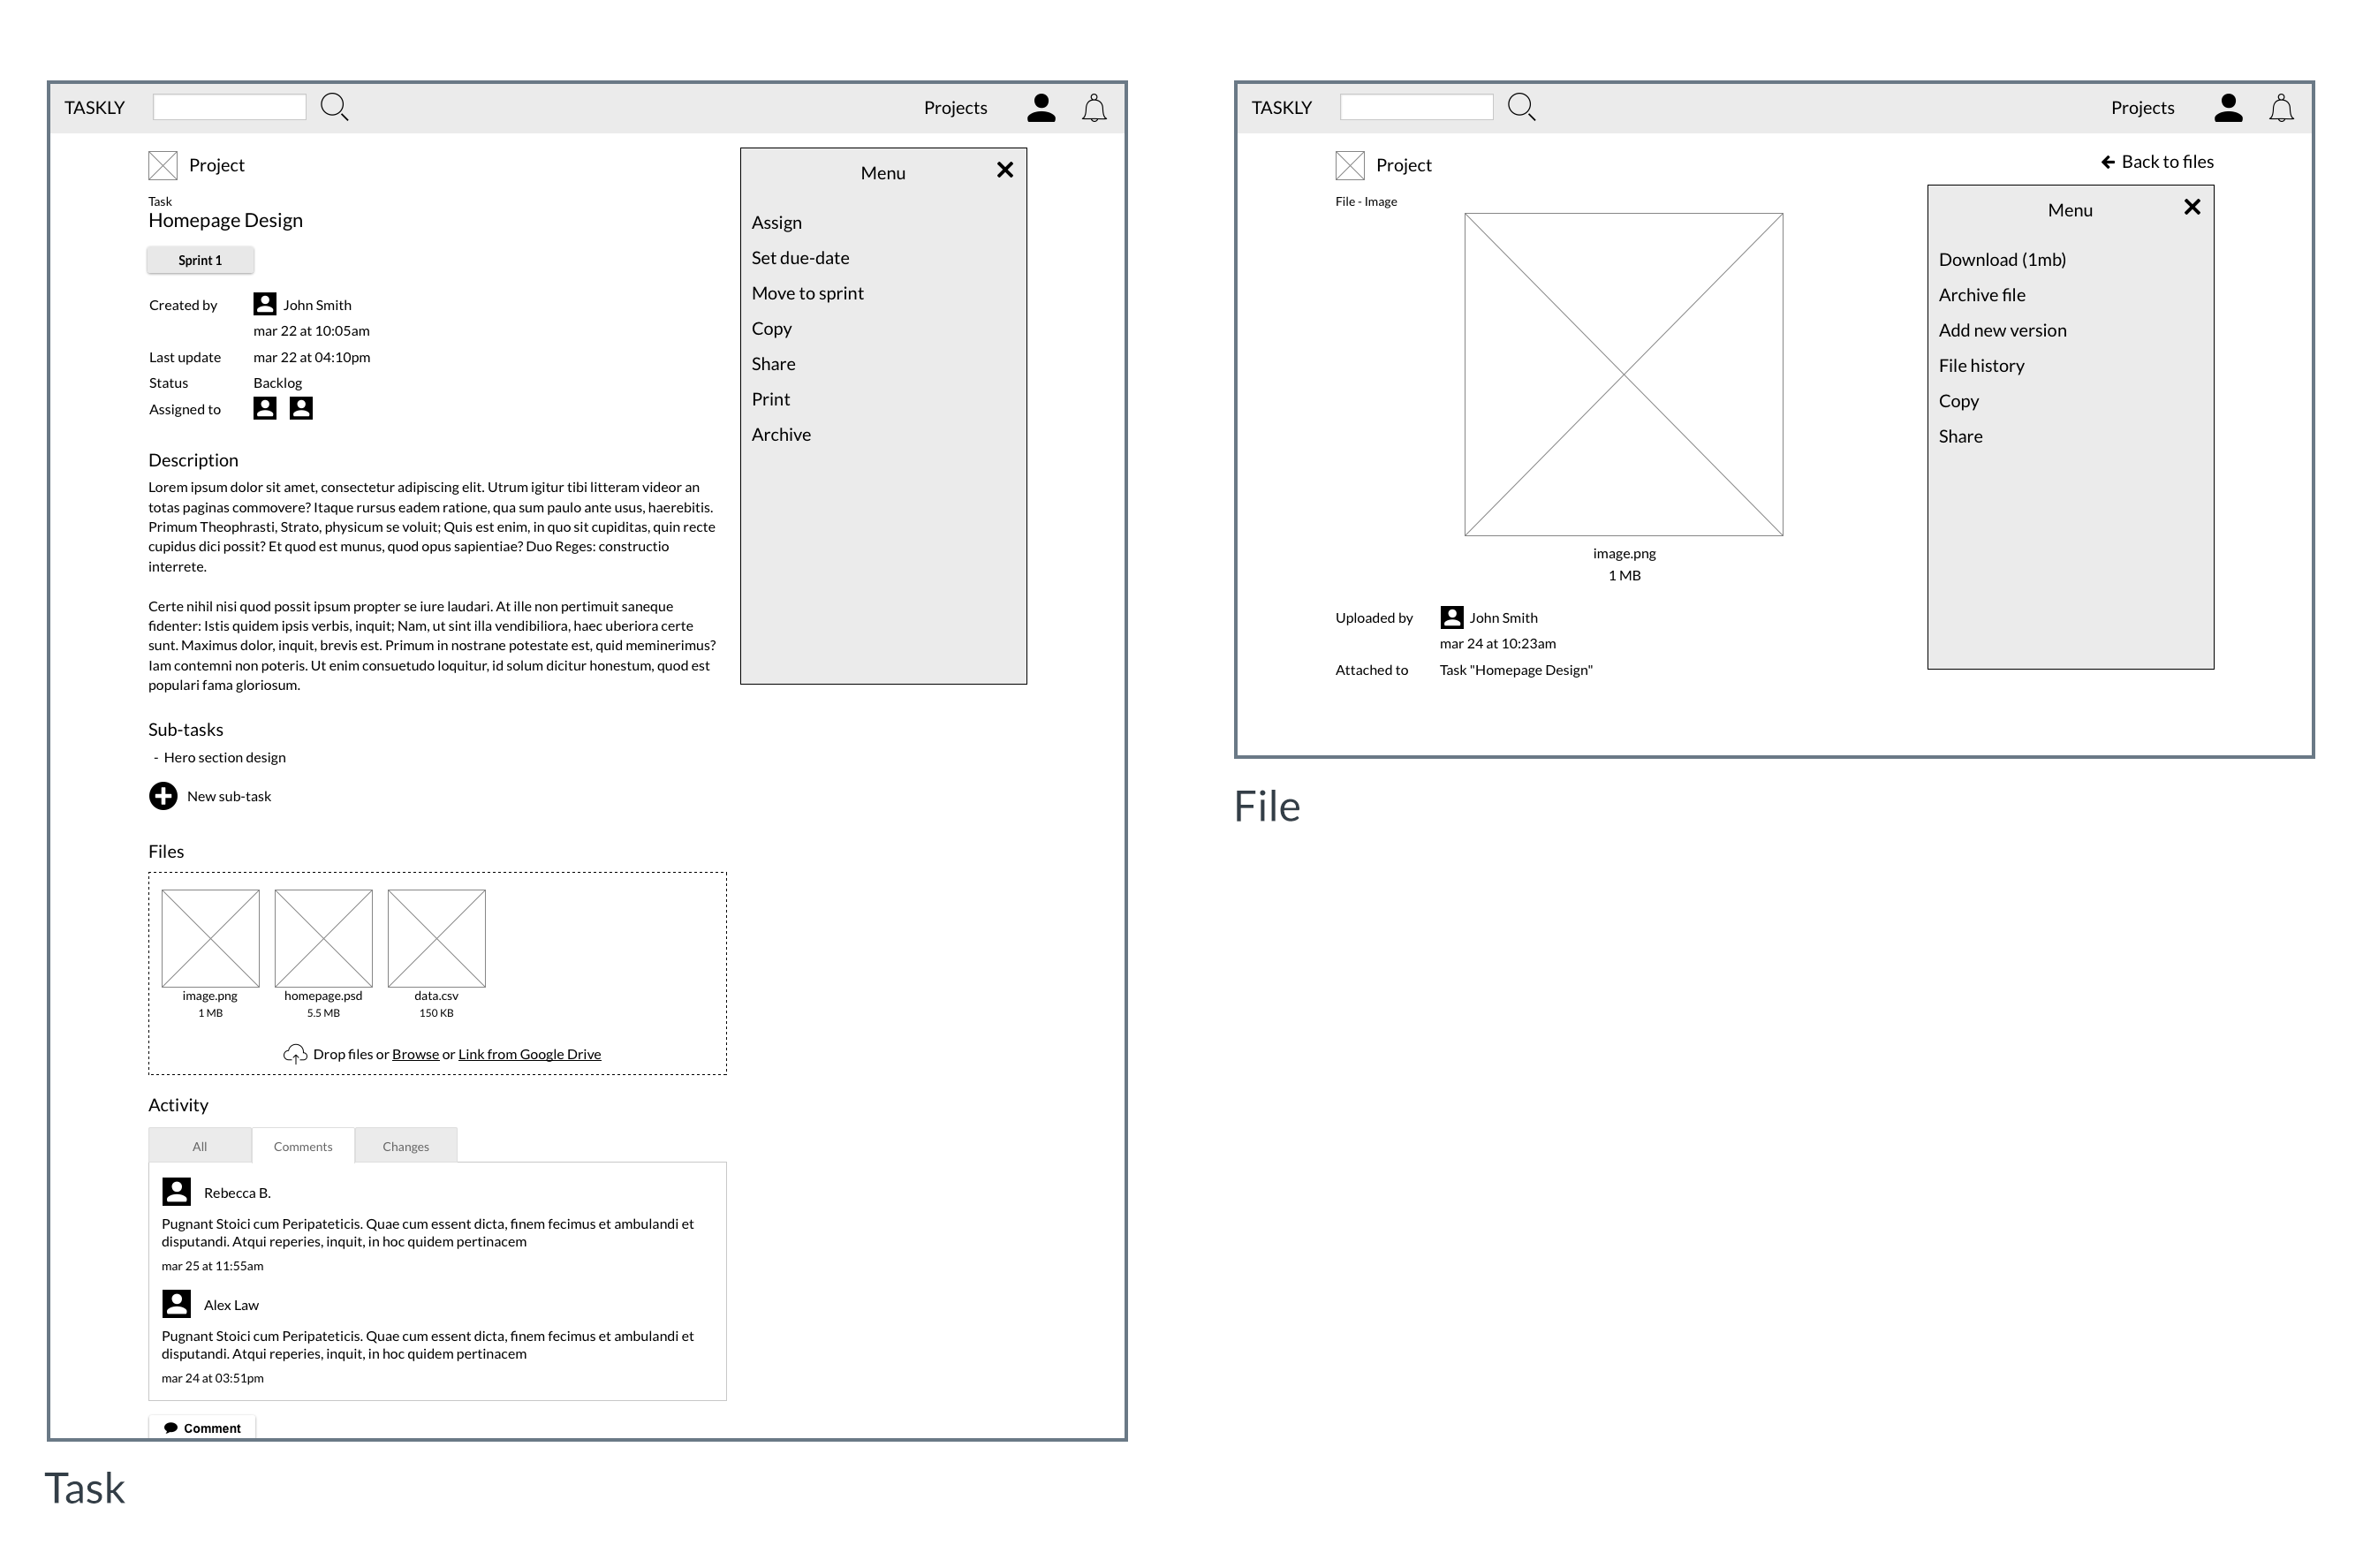 TASKLY
Projects
Project
Task
Homepage Design
Sprint 1
Created by John Smith
mar 22 at 10:05am
Last update mar 22 at 04:10pm
Status Backlog
Assigned to
Menu
Assign
Set due-date
Move to sprint
Copy
Share
Print
Archive
Description
Lorem ipsum dolor sit amet, consectetur adipiscing elit. Utrum igitur tibi litteram videor an
totas paginas commovere? Itaque rursus eadem ratione, qua sum paulo ante usus, haerebitis.
Primum Theophrasti, Strato, physicum se voluit; Quis est enim, in quo sit cupiditas, quin recte
cupidus dici possit? Et quod est munus, quod opus sapientiae? Duo Reges: constructio
interrete.
Certe nihil nisi quod possit ipsum propter se iure laudari. At ille non pertimuit saneque
fidenter: Istis quidem ipsis verbis, inquit; Nam, ut sint illa vendibiliora, haec uberiora certe
sunt. Maximus dolor, inquit, brevis est. Primum in nostrane potestate est, quid meminerimus?
Iam contemni non poteris. Ut enim consuetudo loquitur, id solum dicitur honestum, quod est
populari fama gloriosum.
Sub-tasks
- Hero section design
New sub-task
Files
image.png homepage.psd data.csv
1 MB 5.5 MB 150 KB
Drop files or Browse or Link from Google Drive
Activity
All Comments Changes
Rebecca B.
Pugnant Stoici cum Peripateticis. Quae cum essent dicta, finem fecimus et ambulandi et
disputandi. Atqui reperies, inquit, in hoc quidem pertinacem
mar 25 at 11:55am
Alex Law
Pugnant Stoici cum Peripateticis. Quae cum essent dicta, finem fecimus et ambulandi et
disputandi. Atqui reperies, inquit, in hoc quidem pertinacem
mar 24 at 03:51pm
Comment
Task
TASKLY
Projects
Project
Back to files
File - Image
image.png
1 MB
Uploaded by John Smith
mar 24 at 10:23am
Attached to Task "Homepage Design"
Menu
Download (1mb)
Archive file
Add new version
File history
Copy
Share
File